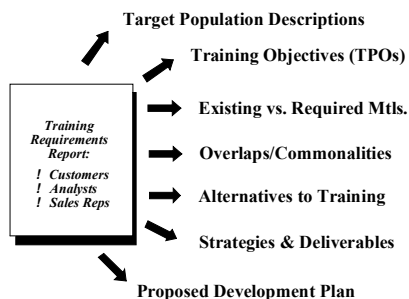 Target Population Descriptions
Training Objectives (TPOs)
Existing vs. Required Mtls.
Overlaps/Commonalities
Alternatives to Training
Strategies & Deliverables
Proposed Development Plan
Training
Requirements
Report:
! Customers
! Analysts
! Sales Reps